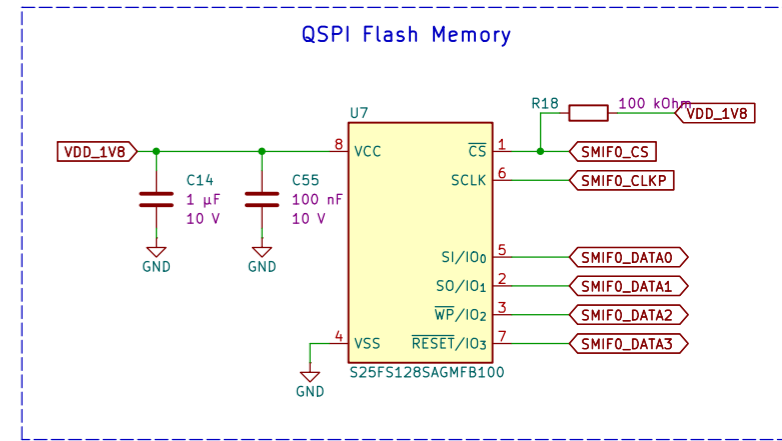 QSPI Flash Memory
R18
100 kOhm
VDD_1V8
U7
VDD_1V8
8
VCC
CS
1
SMIF0_CS
SCLK
6
SMIF0_CLKP
C14
1 µF
10 V
C55
100 nF
10 V
GND
GND
SI/IO0
5
SMIF0_DATA0
SO/IO1
2
SMIF0_DATA1
WP/IO2
3
SMIF0_DATA2
4
VSS
RESET/IO3
7
SMIF0_DATA3
S25FS128SAGMFB100
GND